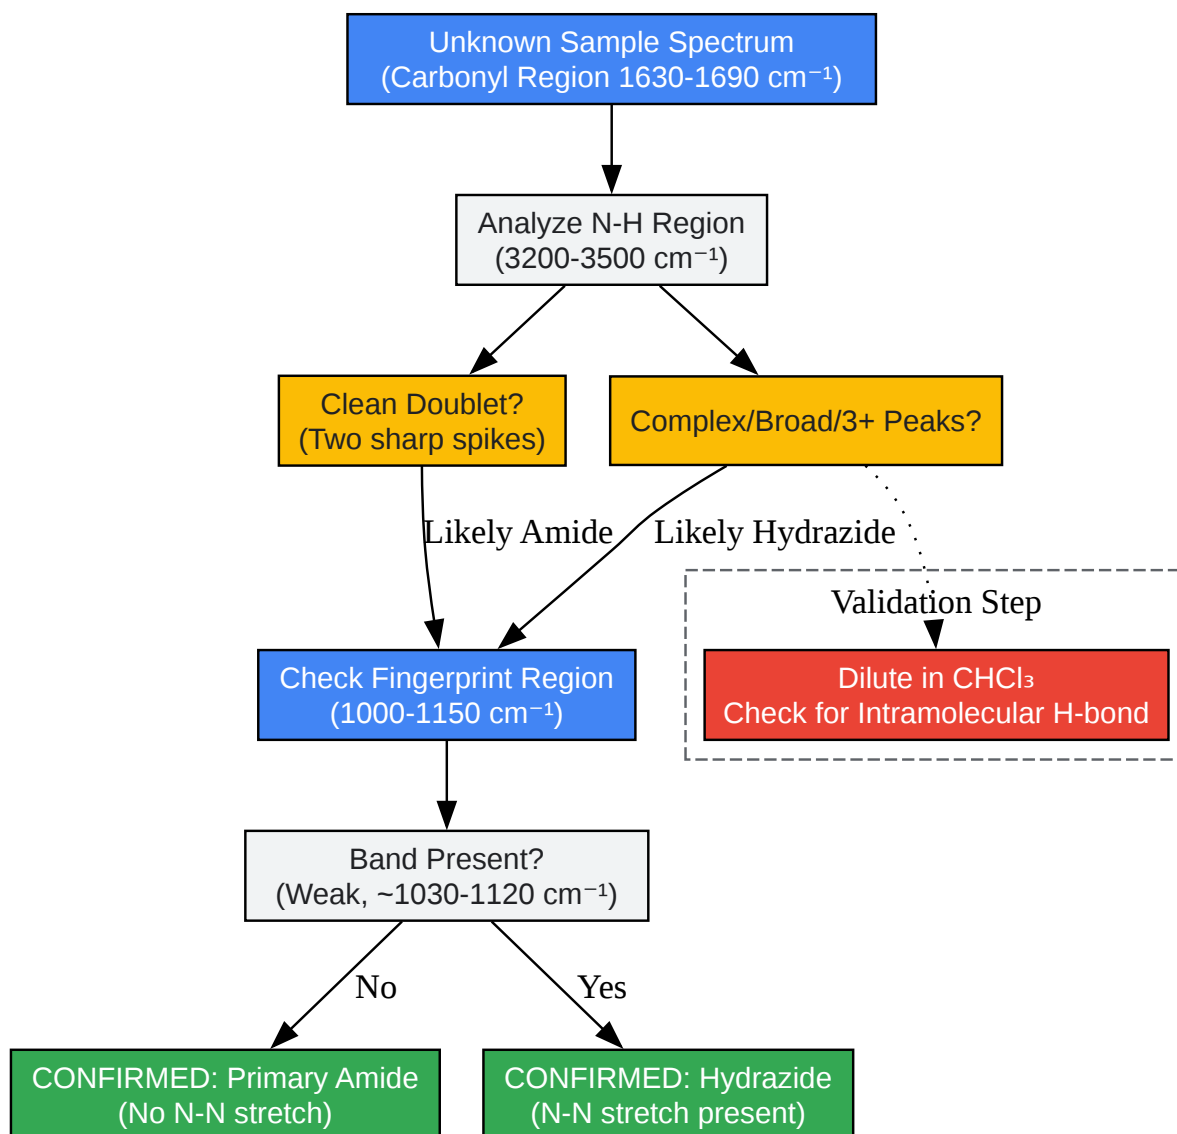 Unknown Sample Spectrum
(Carbonyl Region 1630-1690 cm⁻¹)
Analyze N-H Region
(3200-3500 cm⁻¹)
Clean Doublet?
(Two sharp spikes)
Complex/Broad/3+ Peaks?
Likely Amide
Likely Hydrazide
Validation Step
Check Fingerprint Region
(1000-1150 cm⁻¹)
Dilute in CHCl₃
Check for Intramolecular H-bond
Band Present?
(Weak, ~1030-1120 cm⁻¹)
No
Yes
CONFIRMED: Primary Amide
(No N-N stretch)
CONFIRMED: Hydrazide
(N-N stretch present)